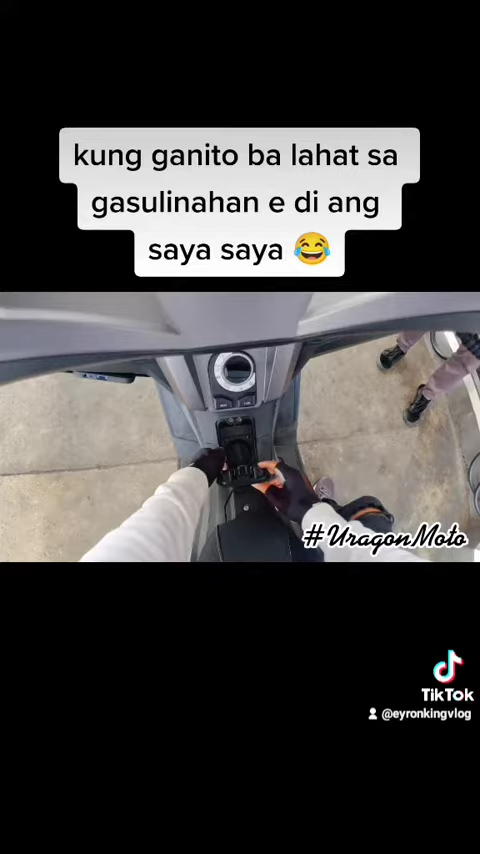 kung ganito ba lahat sa
gasulinahan e di ang
saya saya 😂
#UragonMoto
TikTok
@eyronkingvlog